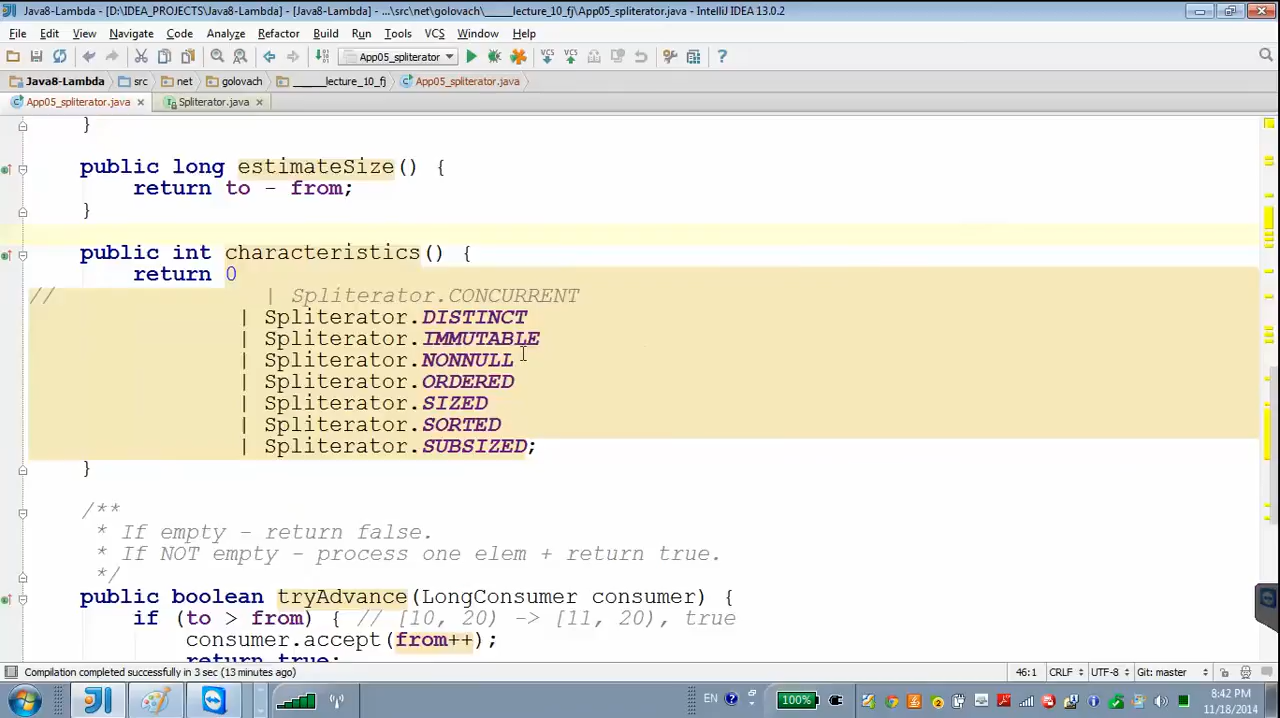 Java8-Lambda - [D:\IDEA_PROJECTS\Java8-Lambda] - [Java8-Lambda] - ...\src\net\golovach\_____lecture_10_fj\App05_spliterator.java - IntelliJ IDEA 13.0.2
File Edit View Navigate Code Analyze Refactor Build Run Tools VCS Window Help
App05_spliterator
Java8-Lambda src net golovach _____lecture_10_fj App05_spliterator.java
App05_spliterator.java Spliterator.java
}
public long estimateSize() {
return to - from;
}
public int characteristics() {
return 0
// | Spliterator.CONCURRENT
| Spliterator.DISTINCT
| Spliterator.IMMUTABLE
| Spliterator.NONNULL
| Spliterator.ORDERED
| Spliterator.SIZED
| Spliterator.SORTED
| Spliterator.SUBSIZED;
}
/**
* If empty - return false.
* If NOT empty - process one elem + return true.
*/
public boolean tryAdvance(LongConsumer consumer) {
if (to > from) { // [10, 20) -> [11, 20), true
consumer.accept(from++);
return true;
Compilation completed successfully in 3 sec (13 minutes ago) 46:1 CRLF UTF-8 Git: master
EN 100% 8:42 PM
11/18/2014